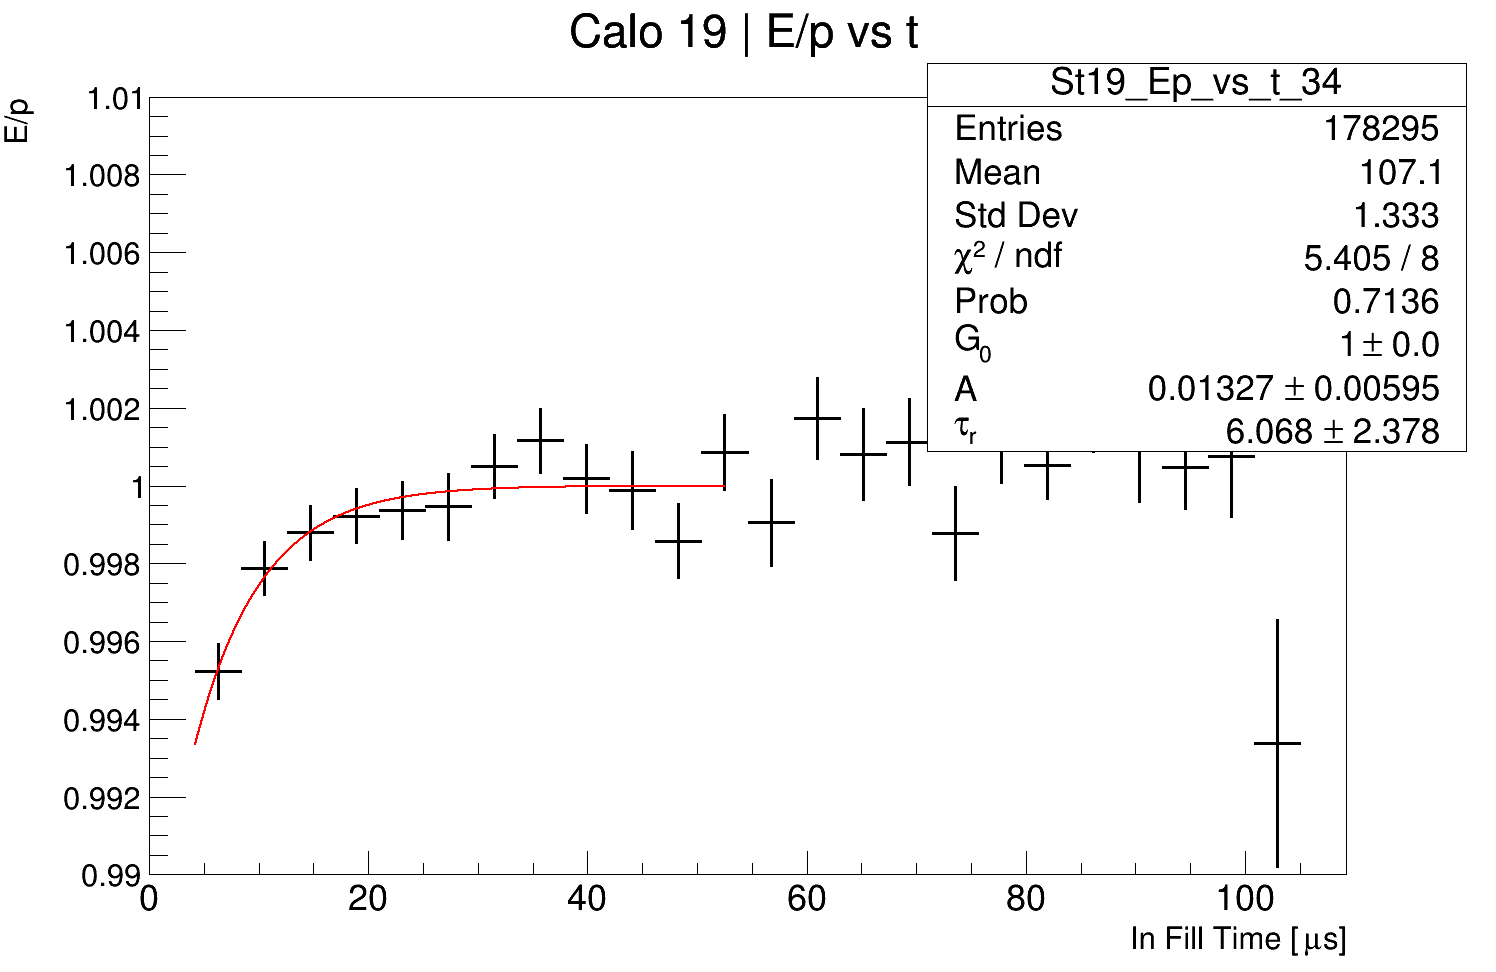 Calo 19 | E/p vs t
E/p
St19_Ep_vs_t_34
Entries 178295
Mean 107.1
Std Dev 1.333
χ² / ndf 5.405 / 8
Prob 0.7136
G₀ 1 ± 0.0
A 0.01327 ± 0.00595
τᵣ 6.068 ± 2.378
1.01
1.008
1.006
1.004
1.002
1
0.998
0.996
0.994
0.992
0.99
0 20 40 60 80 100
In Fill Time [μs]